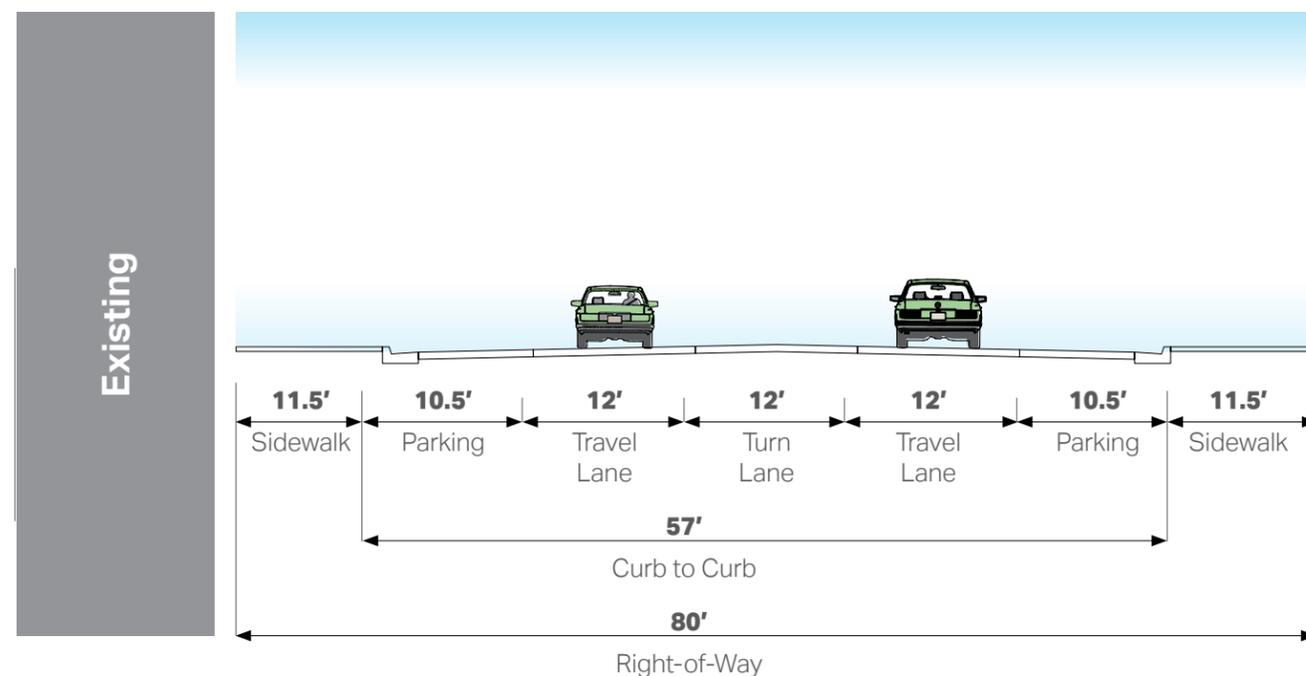 Existing
11.5′ 10.5′ 12′ 12′ 12′ 10.5′ 11.5′
Sidewalk Parking Travel Turn Travel Parking Sidewalk
Lane Lane Lane
57′
Curb to Curb
80′
Right-of-Way